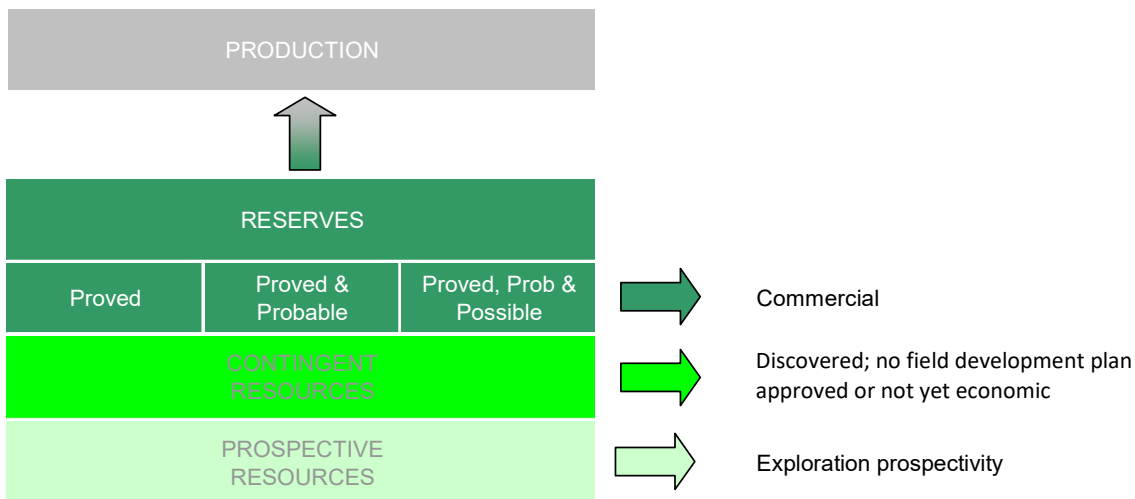 PRODUCTION
RESERVES
Proved
Proved &
Probable
Proved, Prob &
Possible
Commercial
CONTINGENT
RESOURCES
Discovered; no field development plan
approved or not yet economic
PROSPECTIVE
RESOURCES
Exploration prospectivity